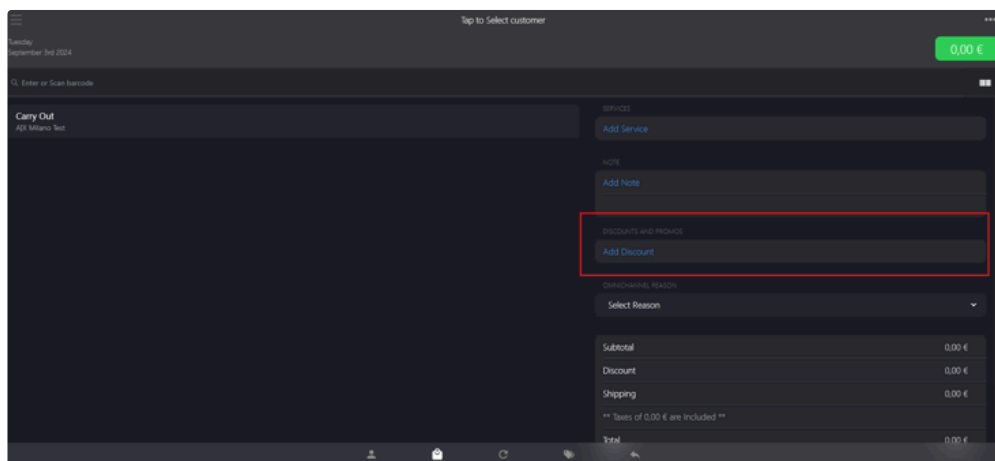 Tap to Select customer
Tuesday
September 3rd 2024
0,00 €
Enter or Scan barcode
Carry Out
A|X Milano Test
SERVICES
Add Service
NOTE
Add Note
DISCOUNTS AND PROMOS
Add Discount
OMNICHANNEL REASON
Select Reason
Subtotal 0,00 €
Discount 0,00 €
Shipping 0,00 €
** Taxes of 0,00 € are Included **
Total 0,00 €